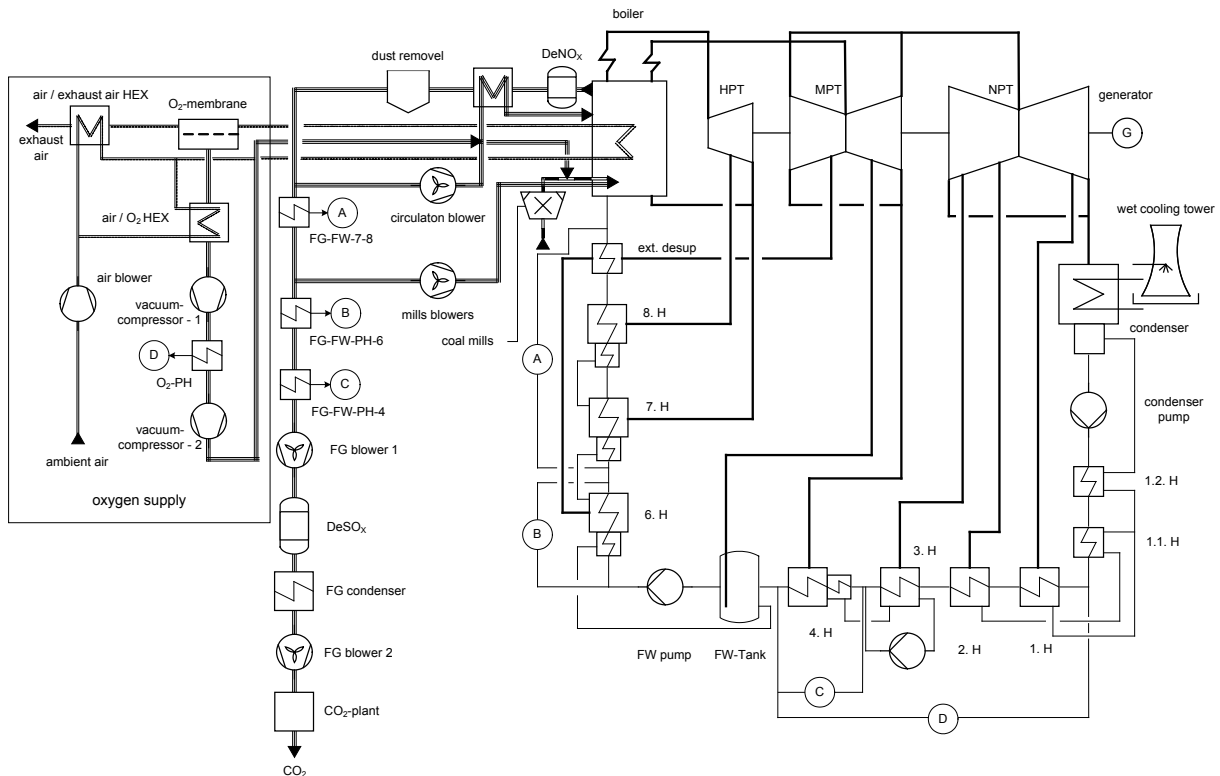 boiler
dust removel
DeNOₓ
HPT
MPT
NPT
generator
G
air / exhaust air HEX
O₂-membrane
exhaust
air
wet cooling tower
air / O₂ HEX
A
circulaton blower
FG-FW-7-8
ext. desup
air blower
vacuum-
compressor - 1
B
mills blowers
8. H
condenser
FG-FW-PH-6
coal mills
D
O₂-PH
C
A
FG-FW-PH-4
7. H
condenser
pump
vacuum-
compressor - 2
FG blower 1
ambient air
1.2. H
oxygen supply
DeSOₓ
6. H
B
3. H
1.1. H
FG condenser
4. H
FG blower 2
FW pump
FW-Tank
2. H
1. H
C
CO₂-plant
D
CO₂